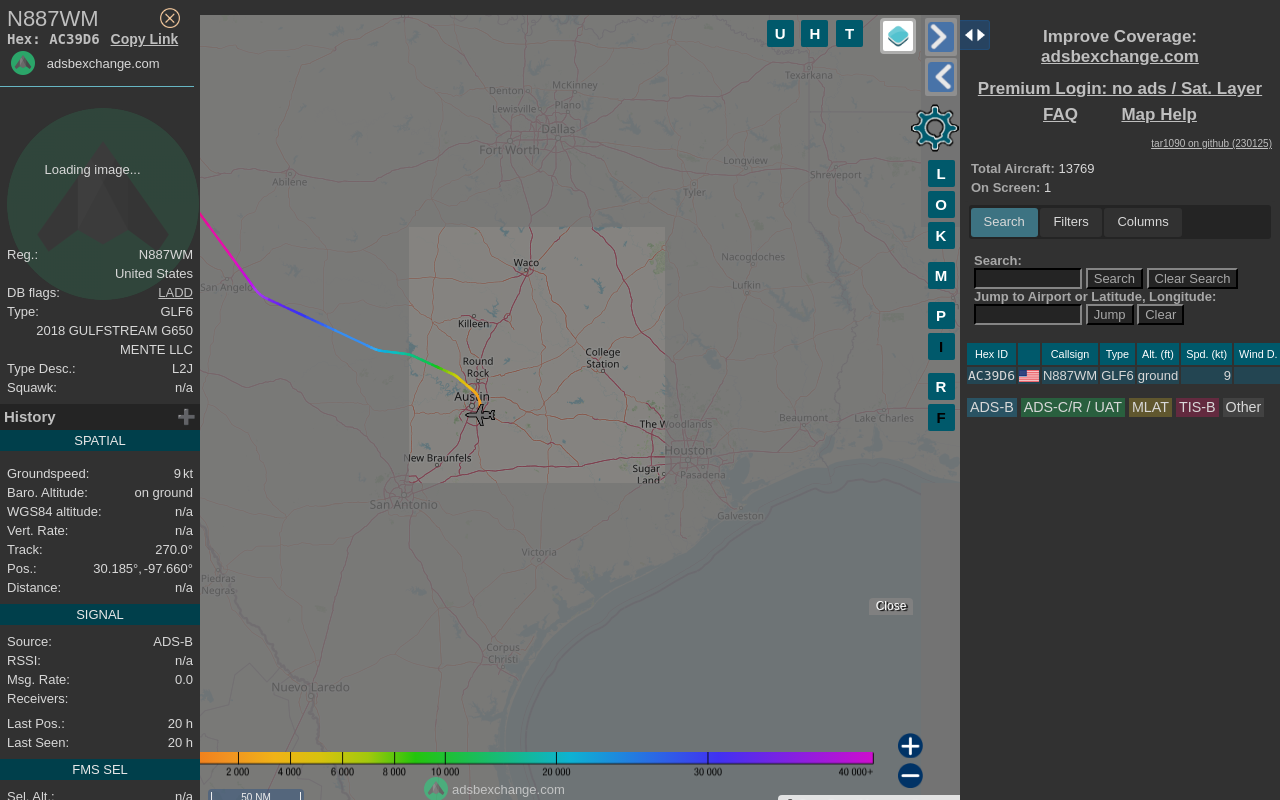 N887WM
Hex: AC39D6 Copy Link
adsbexchange.com
Loading image...
Reg.: N887WM
United States
DB flags: LADD
Type: GLF6
2018 GULFSTREAM G650
MENTE LLC
Type Desc.: L2J
Squawk: n/a
History
SPATIAL
Groundspeed: 9 kt
Baro. Altitude: on ground
WGS84 altitude: n/a
Vert. Rate: n/a
Track: 270.0°
Pos.: 30.185°, -97.660°
Distance: n/a
SIGNAL
Source: ADS-B
RSSI: n/a
Msg. Rate: 0.0
Receivers:
Last Pos.: 20 h
Last Seen: 20 h
FMS SEL
Sel. Alt.: n/a
U H T
L
O
K
M
P
I
R
F
Texarkana
McKinney
Denton
Lewisville Plano
Dallas
Fort Worth
Longview
Shreveport
Abilene
Tyler
Nacogdoches
Waco
San Angelo
Lufkin
Killeen
College
Station
Round
Rock
Austin
The Woodlands
Beaumont
Lake Charles
Houston
New Braunfels
Sugar
Land
Pasadena
San Antonio
Galveston
Victoria
Piedras
Negras
Close
Corpus
Christi
Nuevo Laredo
2 000 4 000 6 000 8 000 10 000 20 000 30 000 40 000+
adsbexchange.com
50 NM
Improve Coverage:
adsbexchange.com
Premium Login: no ads / Sat. Layer
FAQ Map Help
tar1090 on github (230125)
Total Aircraft: 13769
On Screen: 1
Search Filters Columns
Search:
Search Clear Search
Jump to Airport or Latitude, Longitude:
Jump Clear
Hex ID Callsign Type Alt. (ft) Spd. (kt) Wind D.
AC39D6 N887WM GLF6 ground 9
ADS-B ADS-C/R / UAT MLAT TIS-B Other